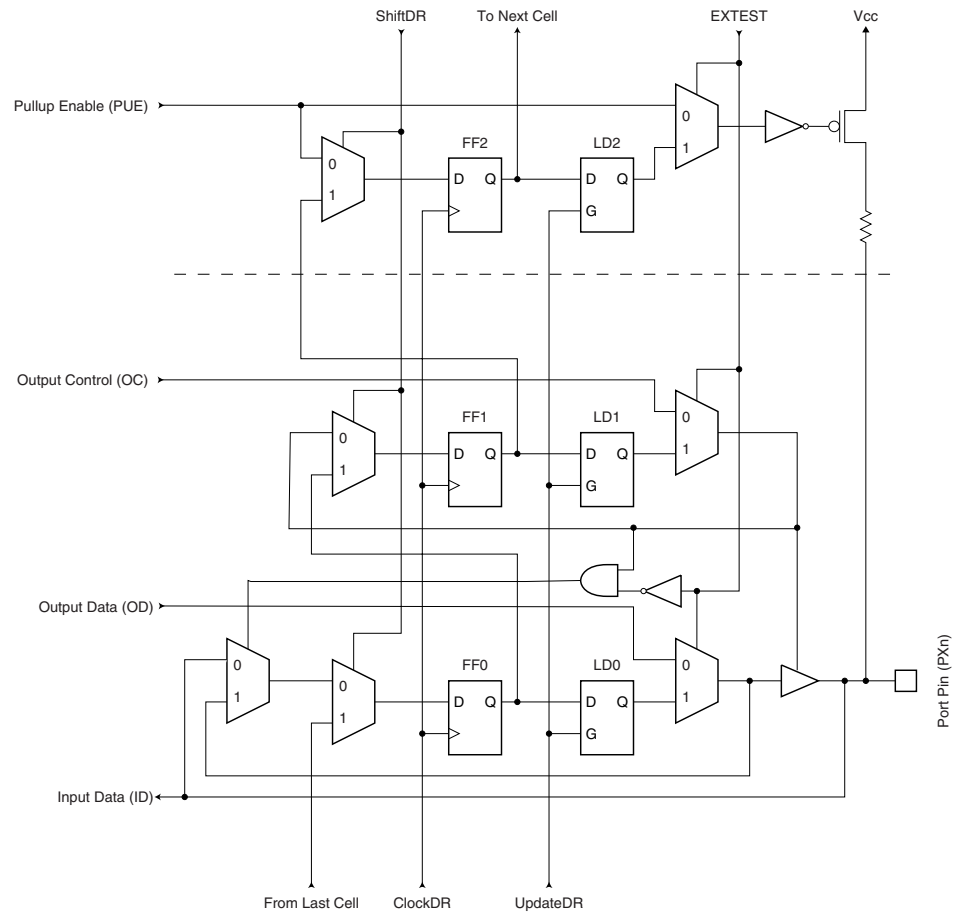 ShiftDR
To Next Cell
EXTEST
Vcc
Pullup Enable (PUE)
0
1
FF2
D Q
LD2
D Q
G
0
1
Output Control (OC)
0
1
FF1
D Q
LD1
D Q
G
0
1
Output Data (OD)
0
1
0
1
FF0
D Q
LD0
D Q
G
0
1
Port Pin (PXn)
Input Data (ID)
From Last Cell
ClockDR
UpdateDR